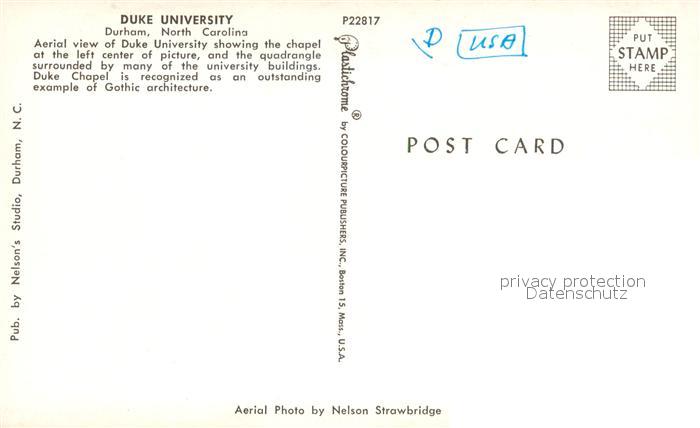 DUKE UNIVERSITY
Durham, North Carolina
Aerial view of Duke University showing the chapel
at the left center of picture, and the quadrangle
surrounded by many of the university buildings.
Duke Chapel is recognized as an outstanding
example of Gothic architecture.
Pub. by Nelson's Studio, Durham, N. C.
P22817
Plastichrome ® by COLOURPICTURE PUBLISHERS, INC., Boston 15, Mass., U.S.A.
D USA
PUT
STAMP
HERE
POST CARD
privacy protection
Datenschutz
Aerial Photo by Nelson Strawbridge